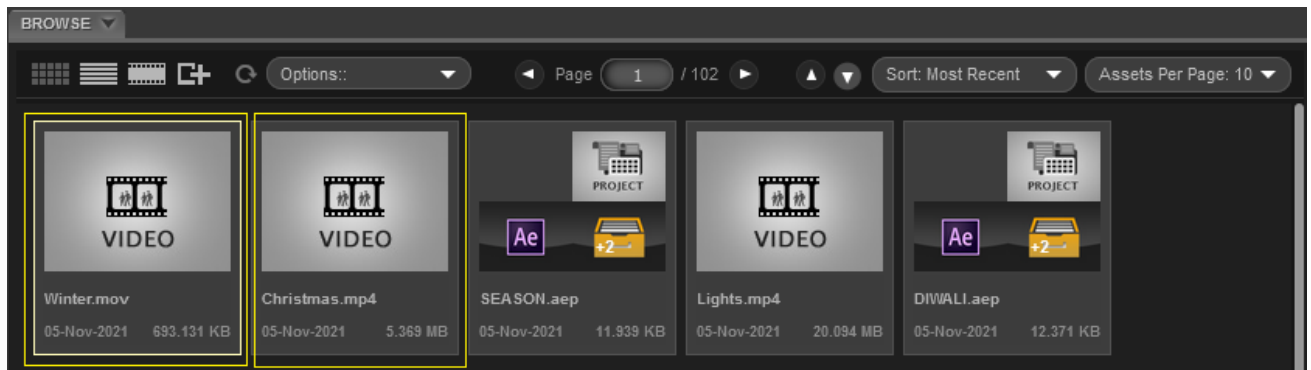 BROWSE
Options:: Page 1 / 102 Sort: Most Recent Assets Per Page: 10
VIDEO
Winter.mov
05-Nov-2021 693.131 KB
VIDEO
Christmas.mp4
05-Nov-2021 5.369 MB
PROJECT
Ae +2
SEASON.aep
05-Nov-2021 11.939 KB
VIDEO
Lights.mp4
05-Nov-2021 20.094 MB
PROJECT
Ae +2
DIWALI.aep
05-Nov-2021 12.371 KB